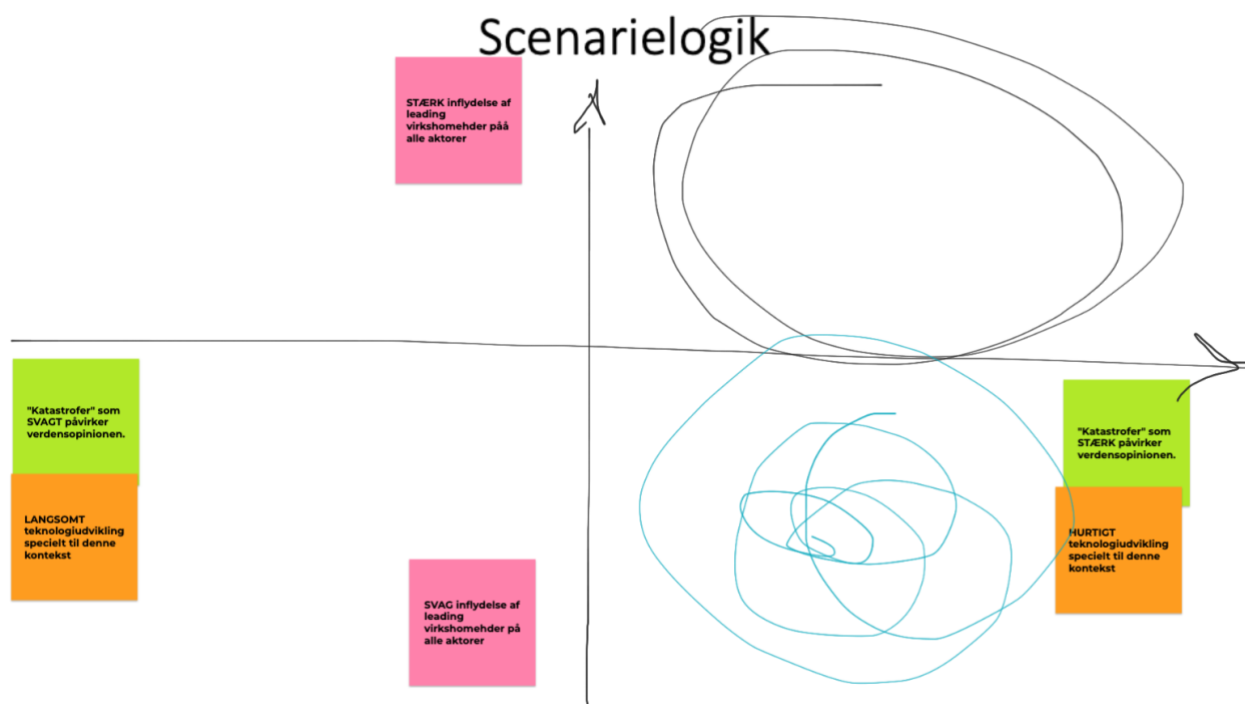 Scenarielogik
STÆRK inflydelse af
leading
virkshomehder påå
alle aktorer
"Katastrofer" som
SVAGT påvirker
verdensopinionen.
"Katastrofer" som
STÆRK påvirker
verdensopinionen.
LANGSOMT
teknologiudvikling
specielt til denne
kontekst
HURTIGT
teknologiudvikling
specielt til denne
kontekst
SVAG inflydelse af
leading
virkshomehder på
alle aktorer